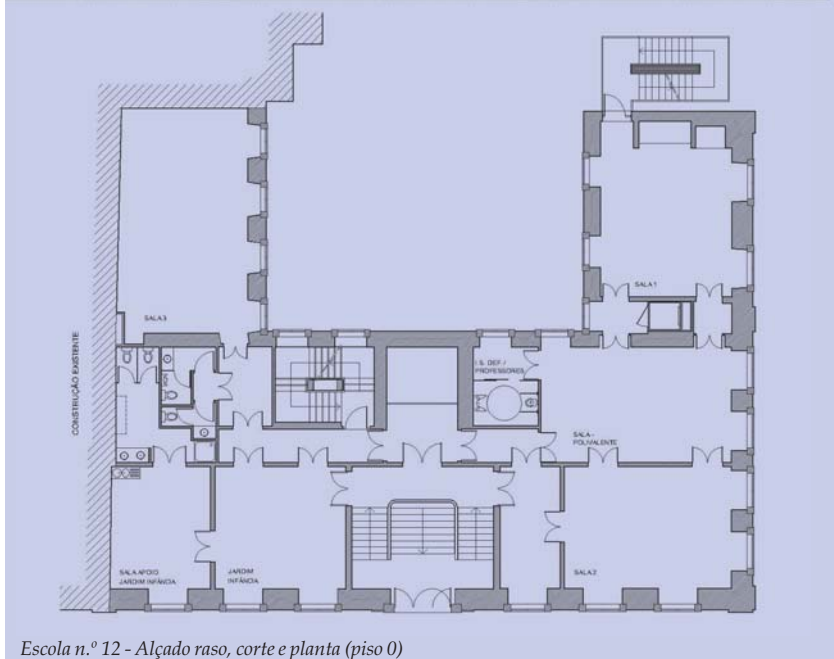 SALA 3
SALA 1
CONSTRUÇÃO EXISTENTE
I.S. DEF /
PROFESSORES
SALA -
POLIVALENTE
SALA APOIO
JARDIM INFÂNCIA
JARDIM
INFÂNCIA
SALA 2
Escola n.º 12 - Alçado raso, corte e planta (piso 0)